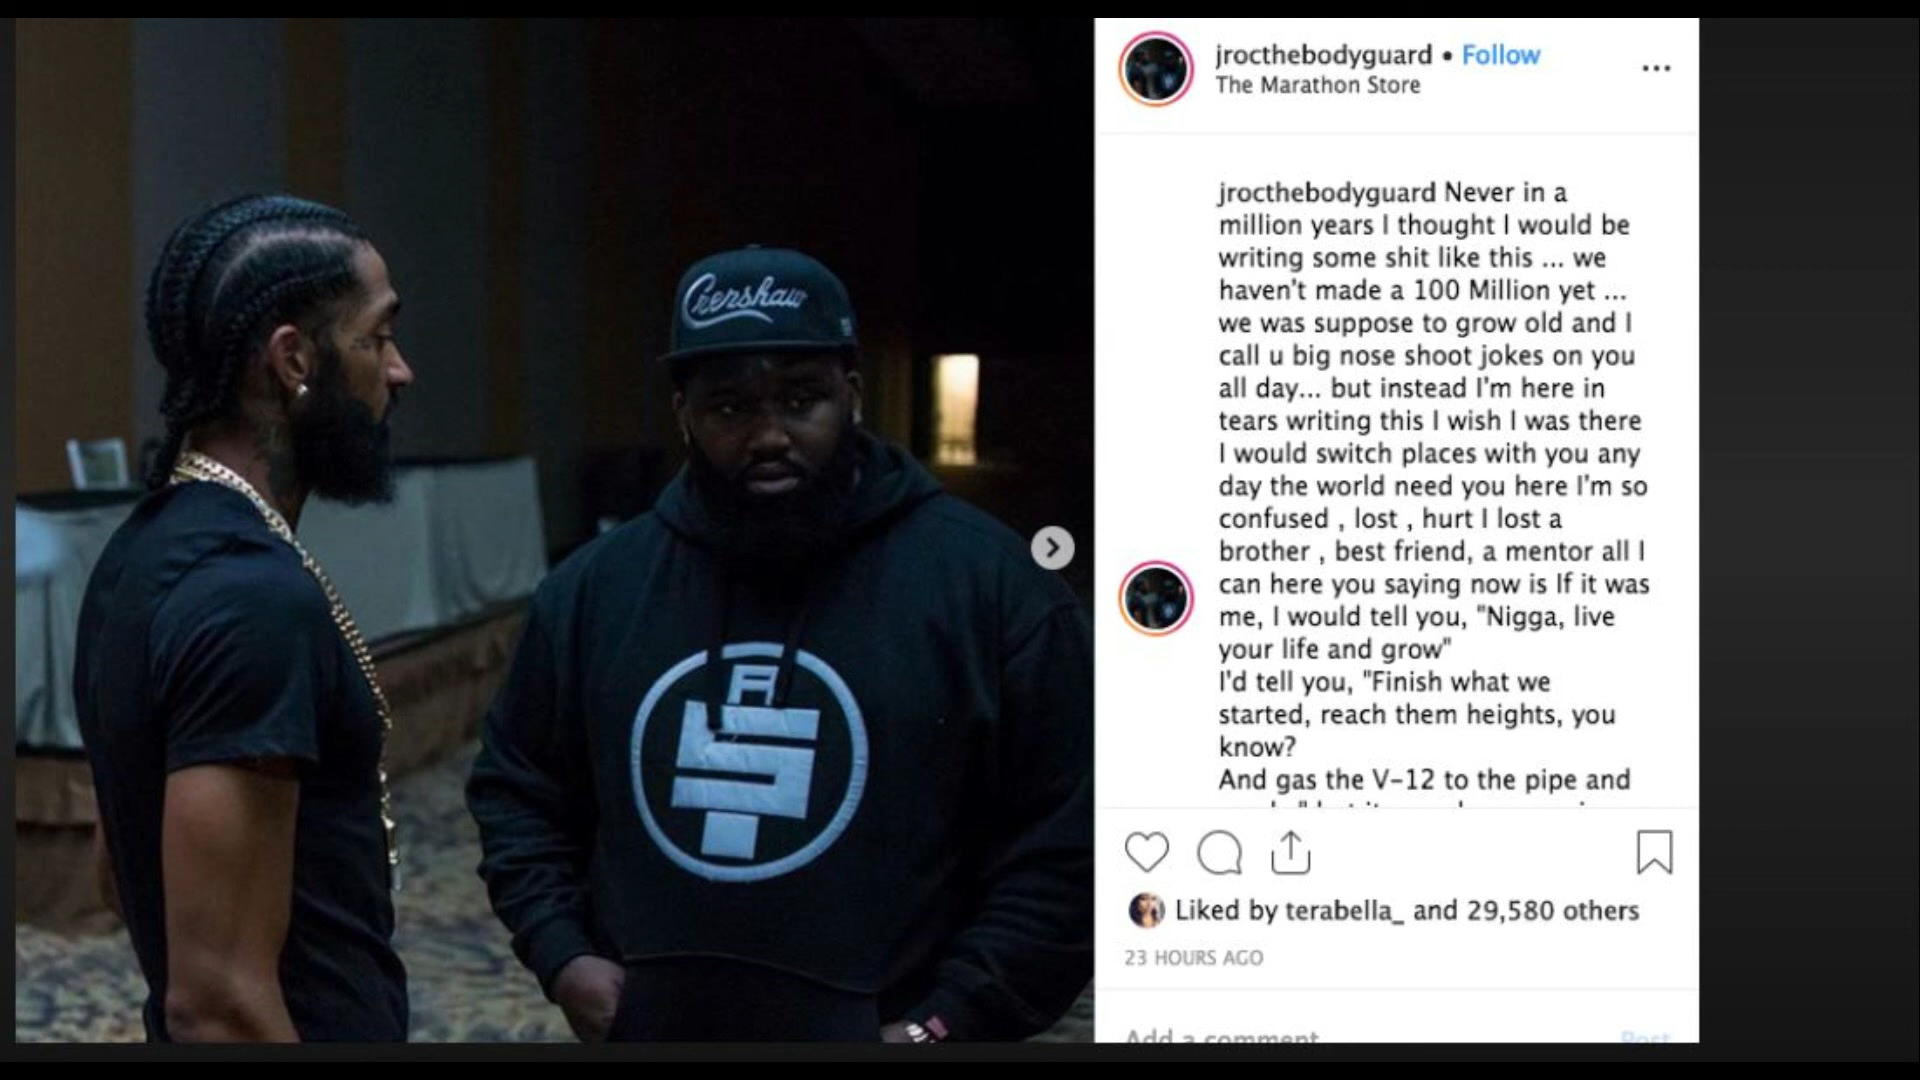 jrocthebodyguard • Follow
The Marathon Store
Crenshaw
jrocthebodyguard Never in a
million years I thought I would be
writing some shit like this ... we
haven't made a 100 Million yet ...
we was suppose to grow old and I
call u big nose shoot jokes on you
all day... but instead I'm here in
tears writing this I wish I was there
I would switch places with you any
day the world need you here I'm so
confused , lost , hurt I lost a
brother , best friend, a mentor all I
can here you saying now is If it was
me, I would tell you, "Nigga, live
your life and grow"
I'd tell you, "Finish what we
started, reach them heights, you
know?
And gas the V-12 to the pipe and
Liked by terabella_ and 29,580 others
23 HOURS AGO
Add a comment
Post